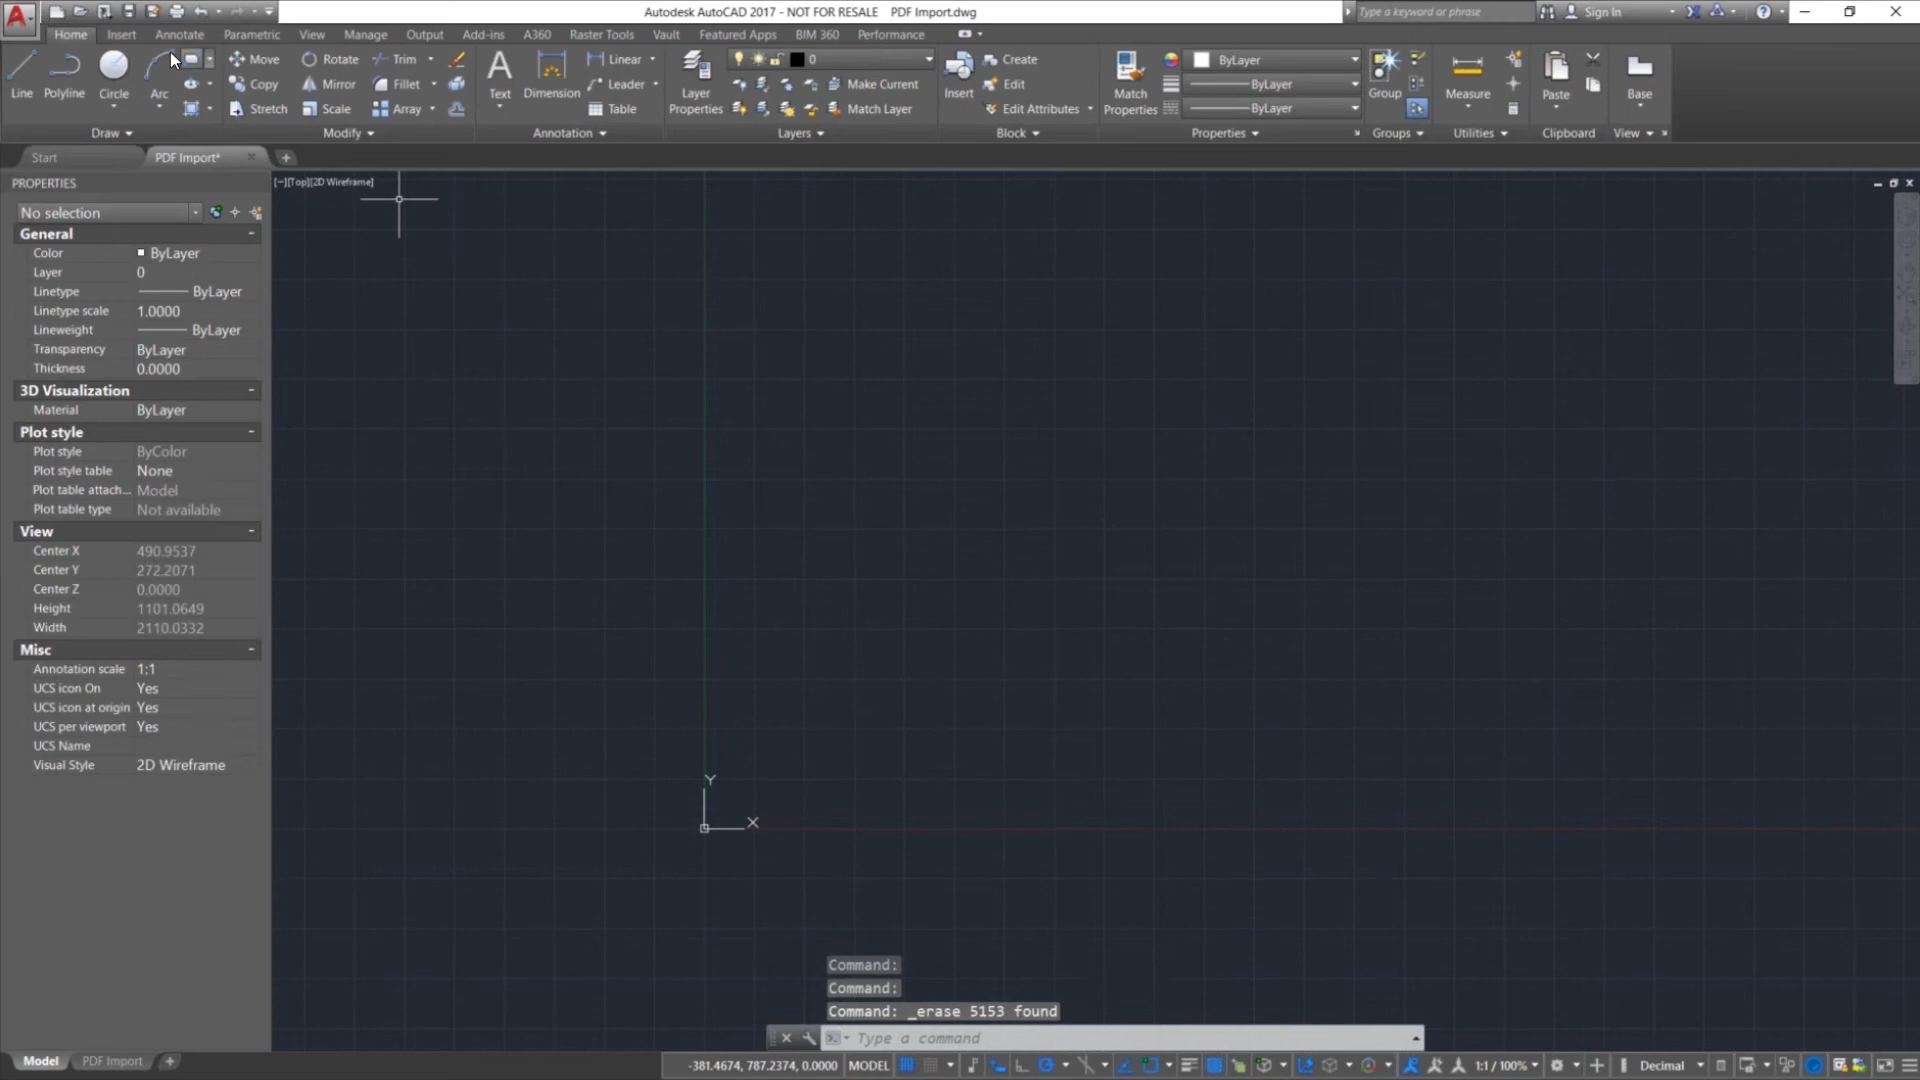 Autodesk AutoCAD 2017 - NOT FOR RESALE PDF Import.dwg
Type a keyword or phrase
Sign In
Home Insert Annotate Parametric View Manage Output Add-ins A360 Raster Tools Vault Featured Apps BIM 360 Performance
Line Polyline Circle Arc
Move Rotate Trim
Copy Mirror Fillet
Stretch Scale Array
Text Dimension
Linear
Leader
Table
Layer Properties
0
Make Current
Match Layer
Insert
Create
Edit
Edit Attributes
Match Properties
ByLayer
ByLayer
ByLayer
Group
Measure
Paste
Base
Draw Modify Annotation Layers Block Properties Groups Utilities Clipboard View
Start PDF Import*
PROPERTIES
[−][Top][2D Wireframe]
No selection
General
Color ByLayer
Layer 0
Linetype ByLayer
Linetype scale 1.0000
Lineweight ByLayer
Transparency ByLayer
Thickness 0.0000
3D Visualization
Material ByLayer
Plot style
Plot style ByColor
Plot style table None
Plot table attach... Model
Plot table type Not available
View
Center X 490.9537
Center Y 272.2071
Center Z 0.0000
Height 1101.0649
Width 2110.0332
Misc
Annotation scale 1:1
UCS icon On Yes
UCS icon at origin Yes
UCS per viewport Yes
UCS Name
Visual Style 2D Wireframe
Y
X
Command:
Command:
Command: _erase 5153 found
Type a command
Model PDF Import
-381.4674, 787.2374, 0.0000 MODEL 1:1 / 100% Decimal